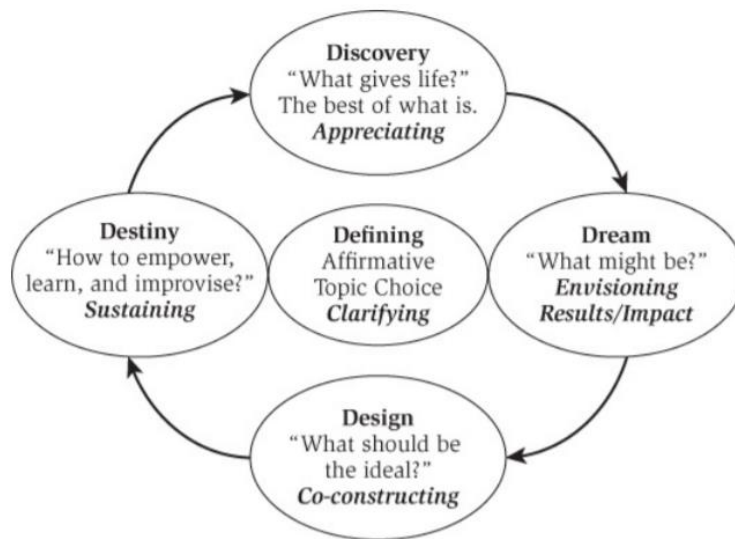 Discovery
“What gives life?”
The best of what is.
Appreciating
Destiny
“How to empower,
learn, and improvise?”
Sustaining
Defining
Affirmative
Topic Choice
Clarifying
Dream
“What might be?”
Envisioning
Results/Impact
Design
“What should be
the ideal?”
Co-constructing